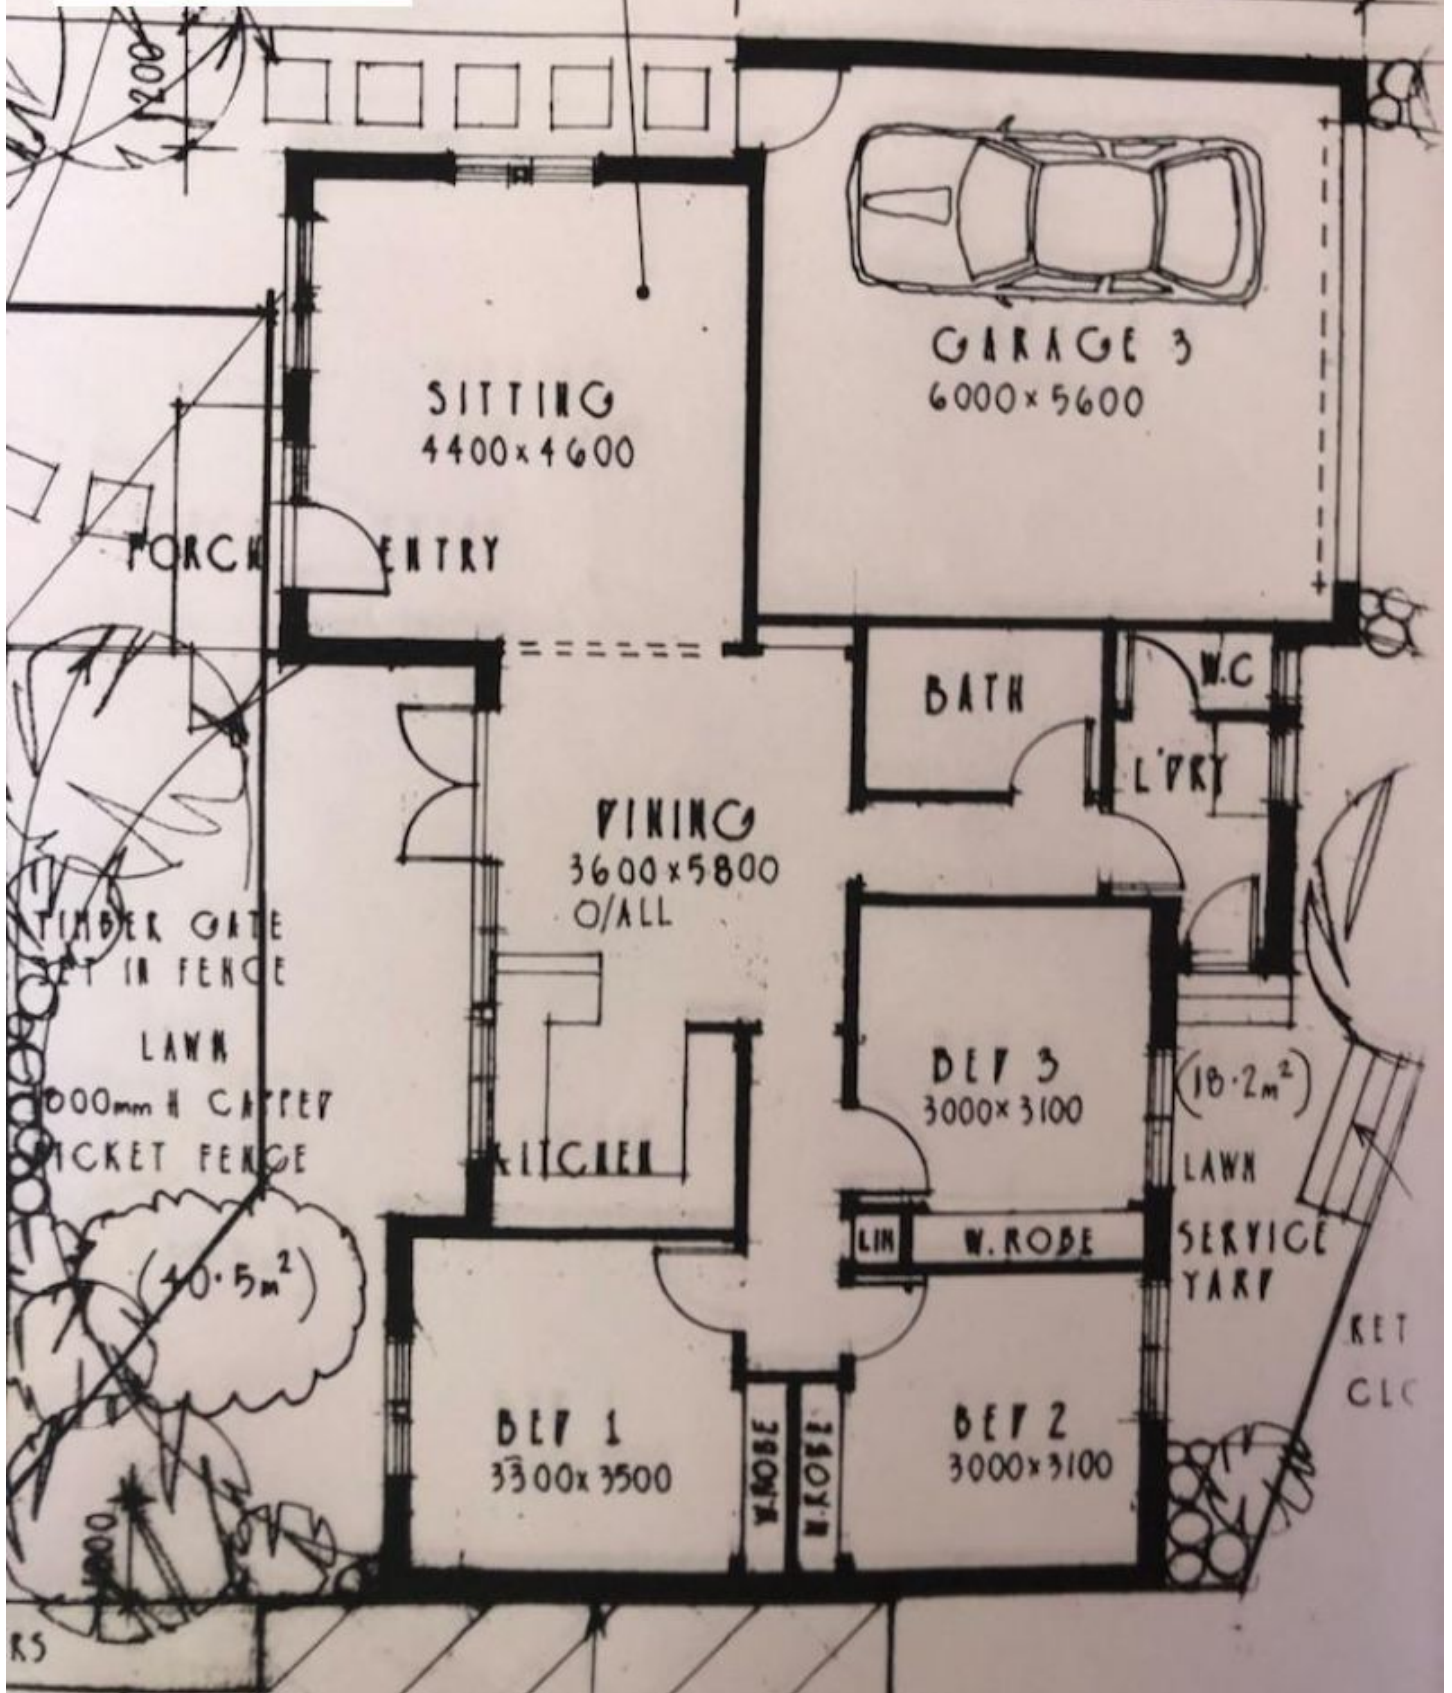 1200
GARAGE 3
6000 x 5600
SITTING
4400 x 4600
PORCH
ENTRY
BATH
W.C
L'DRY
DINING
3600 x 5800
O/ALL
TIMBER GATE
SET IN FENCE
LAWN
800mm H CAPPED
PICKET FENCE
KITCHEN
BED 3
3000 x 3100
(18.2m²)
LAWN
SERVICE
YARD
LIN
W. ROBE
(40.5m²)
RET
CLO
BED 1
3300 x 3500
W.ROBE
W.ROBE
BED 2
3000 x 3100
RS